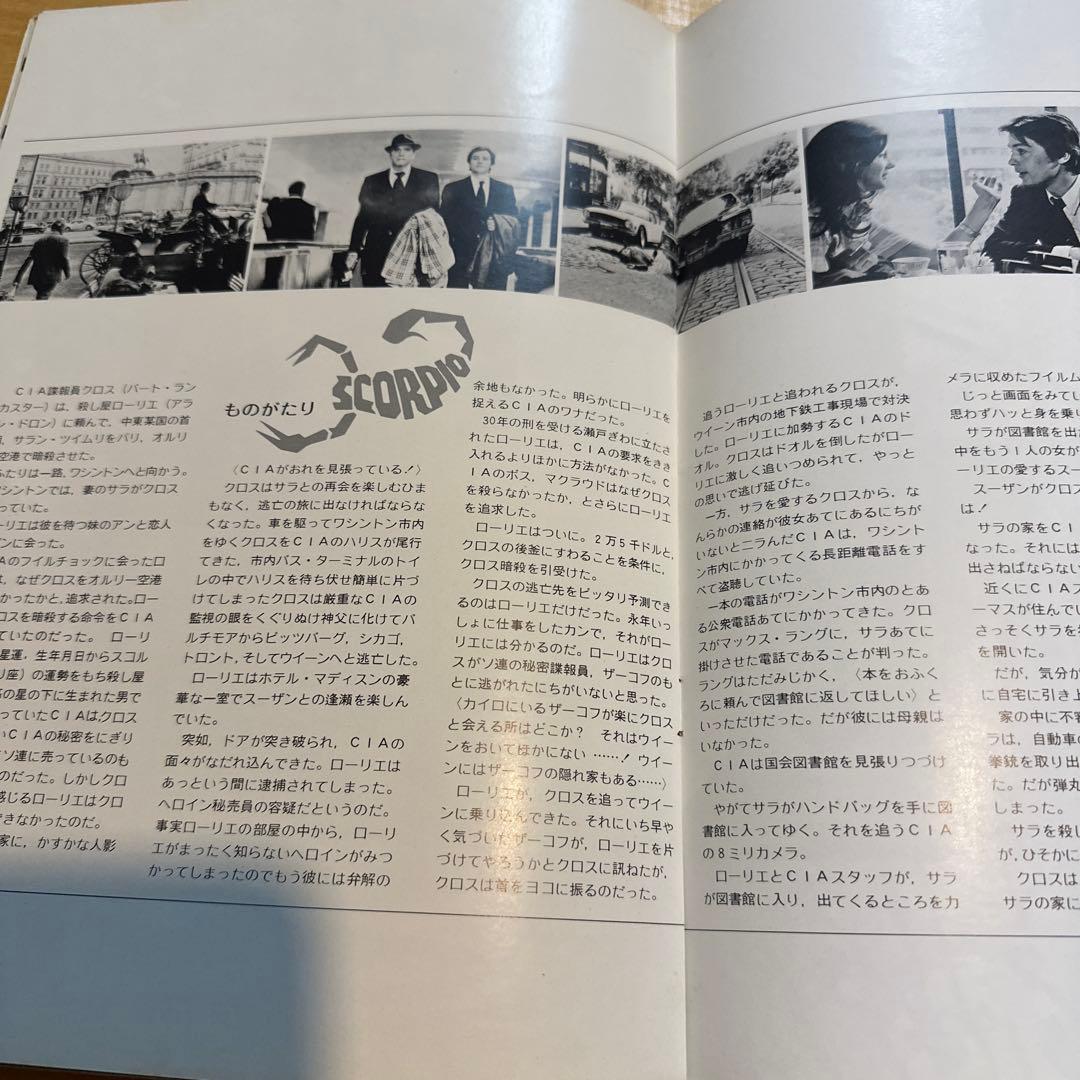 SCORPIO
ものがたり
CIA諜報員クロス(バート・ラン
カスター)は、殺し屋ローリエ(アラ
ン・ドロン)に頼んで、中東某国の首
相、サラン・ツイムリをパリ、オルリ
空港で暗殺させた。
ふたりは一路、ワシントンへと向かう。
ワシントンでは、妻のサラがクロス
っていた。
ーリエは彼を待つ妹のアンと恋人
ンに会った。
IAのフイルチョックに会ったロ
は、なぜクロスをオルリー空港
かったかと、追求された。ロー
ロスを暗殺する命令をCIA
ていたのだった。 ローリ
星運、生年月日からスコル
り座)の運勢をもち殺し屋
の星の下に生まれた男で
っていたCIAはクロス
いCIAの秘密をにぎり
ソ連に売っているのも
のだった。しかしクロ
感じるローリエはクロ
できなかったのだ。
家に、かすかな人影
〈CIAがおれを見張っている!〉
クロスはサラとの再会を楽しむひま
もなく、逃亡の旅に出なければならな
くなった。車を駆ってワシントン市内
をゆくクロスをCIAのハリスが尾行
してきた、市内バス・ターミナルのトイ
レの中でハリスを待ち伏せ簡単に片づ
けてしまったクロスは厳重なCIAの
監視の眼をくぐりぬけ神父に化けてバ
ルチモアからピッツバーグ、シカゴ、
トロント、そしてウイーンへと逃亡した。
ローリエはホテル・マディスンの豪
華な一室でスーザンとの逢瀬を楽しん
でいた。
突如、ドアが突き破られ、CIAの
面々がなだれ込んできた。ローリエは
あっという間に逮捕されてしまった。
ヘロイン秘売員の容疑だというのだ。
事実ローリエの部屋の中から、ローリ
エがまったく知らないヘロインがみつ
かってしまったのでもう彼には弁解の
余地もなかった。明らかにローリエを
捉えるCIAのワナだった。
30年の刑を受ける瀬戸ぎわに立たさ
れたローリエは、CIAの要求をきき
入れるよりほかに方法がなかった。C
IAのボス、マクラウドはなぜクロス
を殺らなかったか、とさらにローリエ
を追求した。
ローリエはついに。2万5千ドルと、
クロスの後釜にすわることを条件に、
クロス暗殺を引受けた。
クロスの逃亡先をピッタリ予測でき
るのはローリエだけだった。永年いっ
しょに仕事をしたカンで、それがロー
リエには分かるのだ。ローリエはクロ
スがソ連の秘密諜報員、ザーコフのも
とに逃がれたにちがいないと思った。
〈カイロにいるザーコフが楽にクロス
と会える所はどこか? それはウイー
ンをおいてほかにない……! ウイー
ンにはザーコフの隠れ家もある……〉
ローリエが、クロスを追ってウイー
ンに乗り込んできた。それにいち早や
く気づいたザーコフが、ローリエを片
づけてやろうかとクロスに訊ねたが、
クロスは首をヨコに振るのだった。
追うローリエと追われるクロスが、
ウイーン市内の地下鉄工事現場で対決
した。ローリエに加勢するCIAのド
オル。クロスはドオルを倒したがロー
リエに激しく追いつめられて、やっと
の思いで逃げ延びた。
一方、サラを愛するクロスから、な
んらかの連絡が彼女あてにあるにちが
いないとニランだCIAは、ワシント
ン市内にかかってくる長距離電話をす
べて盗聴していた。
一本の電話がワシントン市内のとあ
る公衆電話あてにかかってきた。クロ
スがマックス・ラングに、サラあてに
掛けさせた電話であることが判った。
ラングはただみじかく、〈本をおふく
ろに頼んで図書館に返してほしい〉と
いっただけだった。だが彼には母親は
いなかった。
CIAは国会図書館を見張りつづけ
ていた。
やがてサラがハンドバッグを手に図
書館に入ってゆく。それを追うCIA
の8ミリカメラ。
ローリエとCIAスタッフが、サラ
が図書館に入り、出てくるところを力
メラに収めたフイルム
じっと画面をみてい
思わずハッと身を乗り
サラが図書館を出た
中をもう1人の女が
ーリエの愛するスー
スーザンがクロス
は!
サラの家をCI
なった。それには
出さねばならない
近くにCIAス
ーマスが住んでい
さっそくサラを
を開いた。
だが、気分が
に自宅に引き上
家の中に不審
ラは、自動車の
拳銃を取り出
た。だが弾丸
しまった。
サラを殺し
が、ひそかに
クロスは
サラの家に